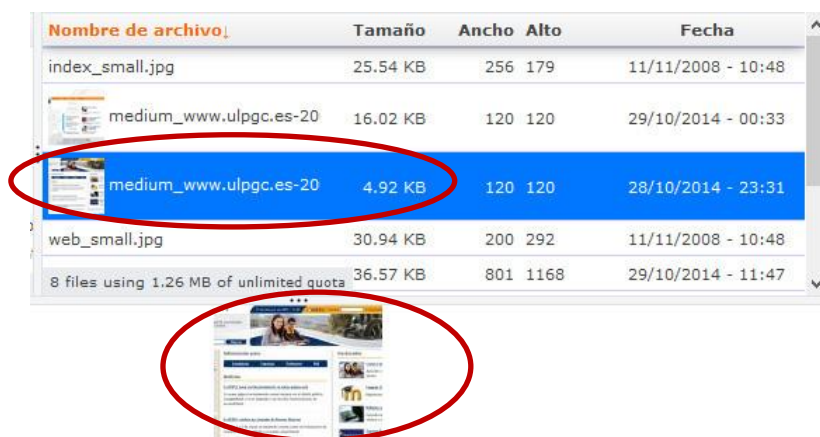 Nombre de archivo↓ Tamaño Ancho Alto Fecha
index_small.jpg 25.54 KB 256 179 11/11/2008 - 10:48
medium_www.ulpgc.es-20 16.02 KB 120 120 29/10/2014 - 00:33
medium_www.ulpgc.es-20 4.92 KB 120 120 28/10/2014 - 23:31
web_small.jpg 30.94 KB 200 292 11/11/2008 - 10:48
8 files using 1.26 MB of unlimited quota 36.57 KB 801 1168 29/10/2014 - 11:47